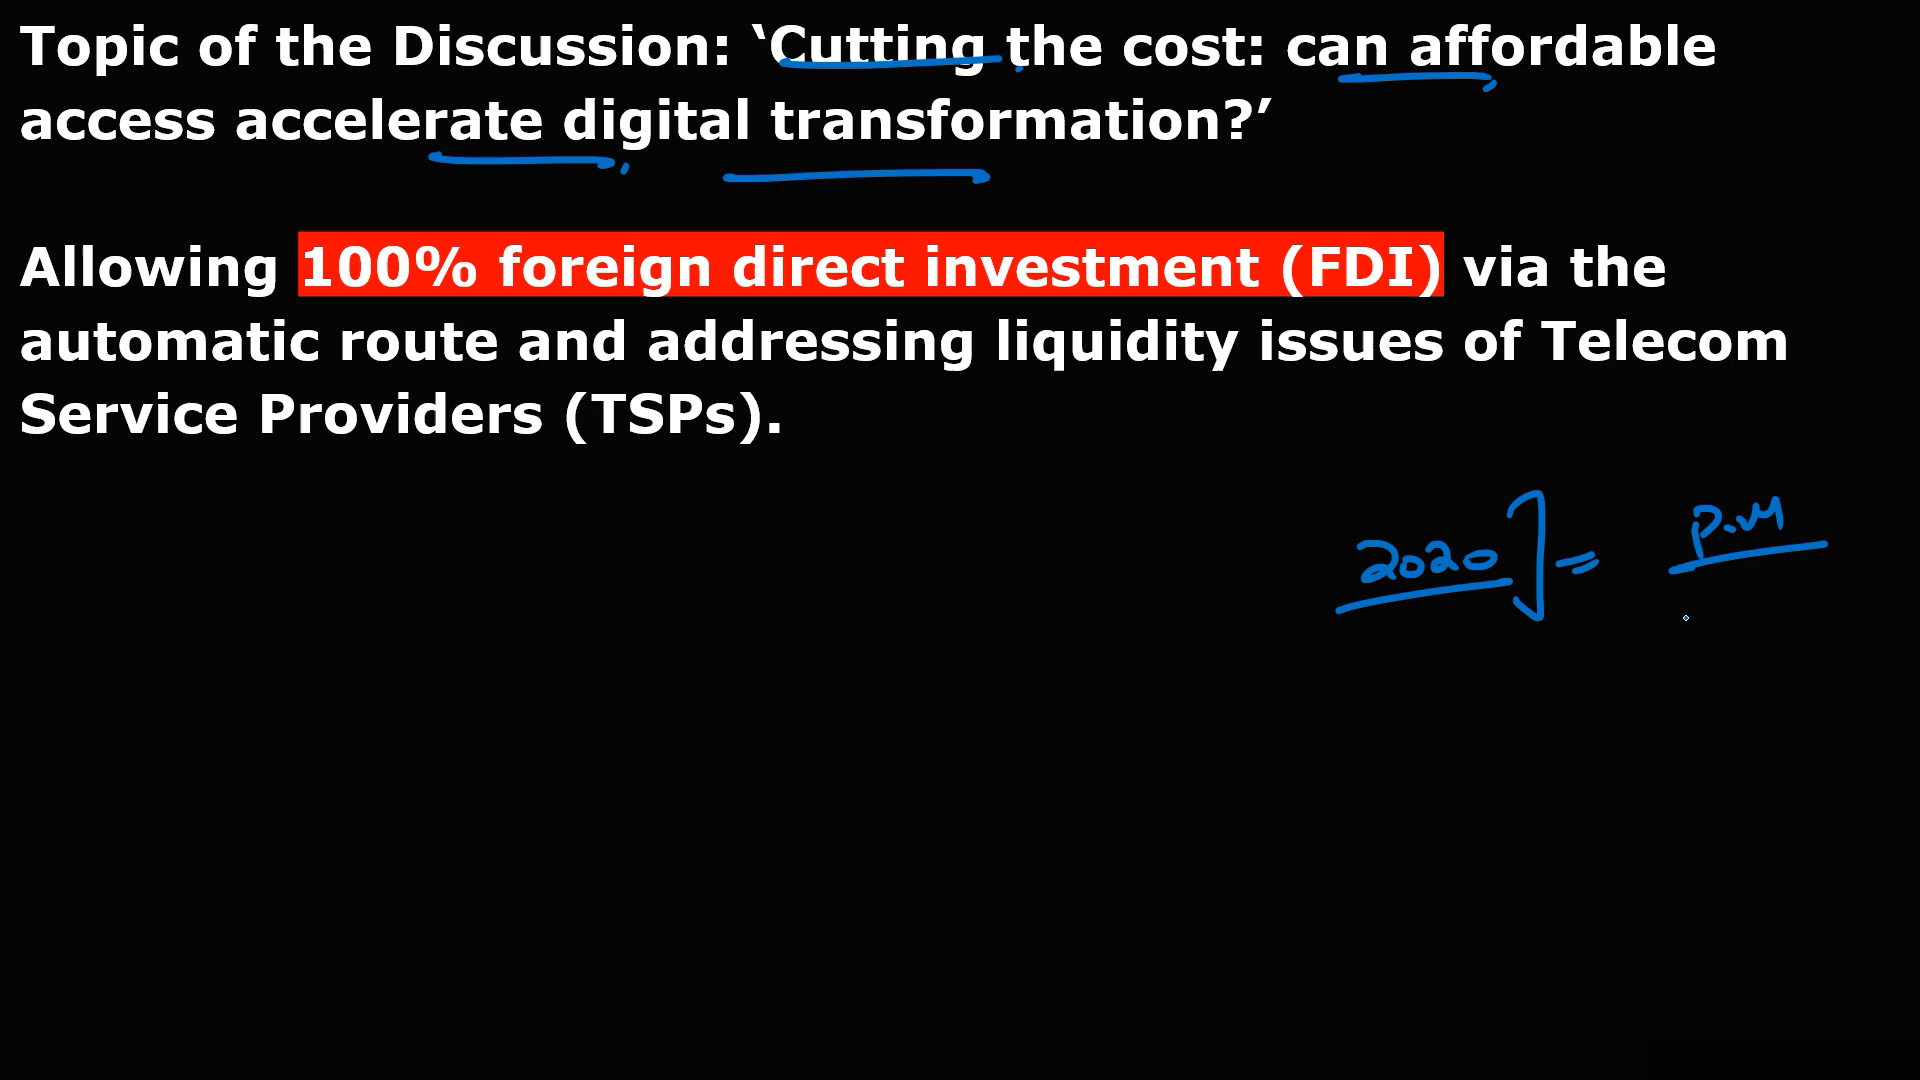 Topic of the Discussion: ‘Cutting the cost: can affordable
access accelerate digital transformation?’
Allowing 100% foreign direct investment (FDI) via the
automatic route and addressing liquidity issues of Telecom
Service Providers (TSPs).
2020] = P.M